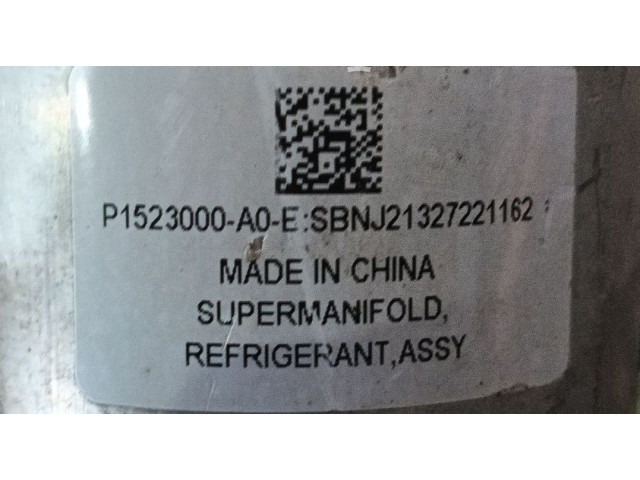 P1523000-A0-E:SBNJ21327221162
MADE IN CHINA
SUPERMANIFOLD,
REFRIGERANT,ASSY